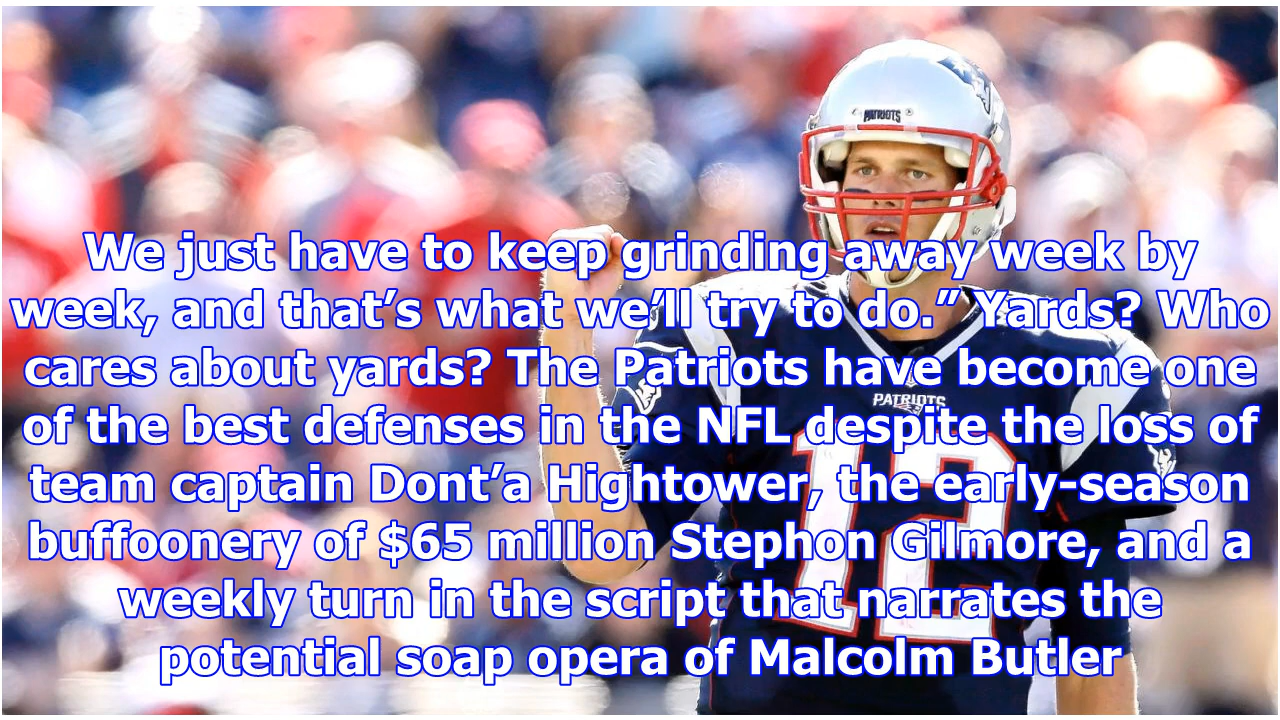 PATRIOTS
We just have to keep grinding away week by
week, and that’s what we’ll try to do.” Yards? Who
cares about yards? The Patriots have become one
PATRIOTS
of the best defenses in the NFL despite the loss of
team captain Dont’a Hightower, the early-season
12
buffoonery of $65 million Stephon Gilmore, and a
weekly turn in the script that narrates the
potential soap opera of Malcolm Butler